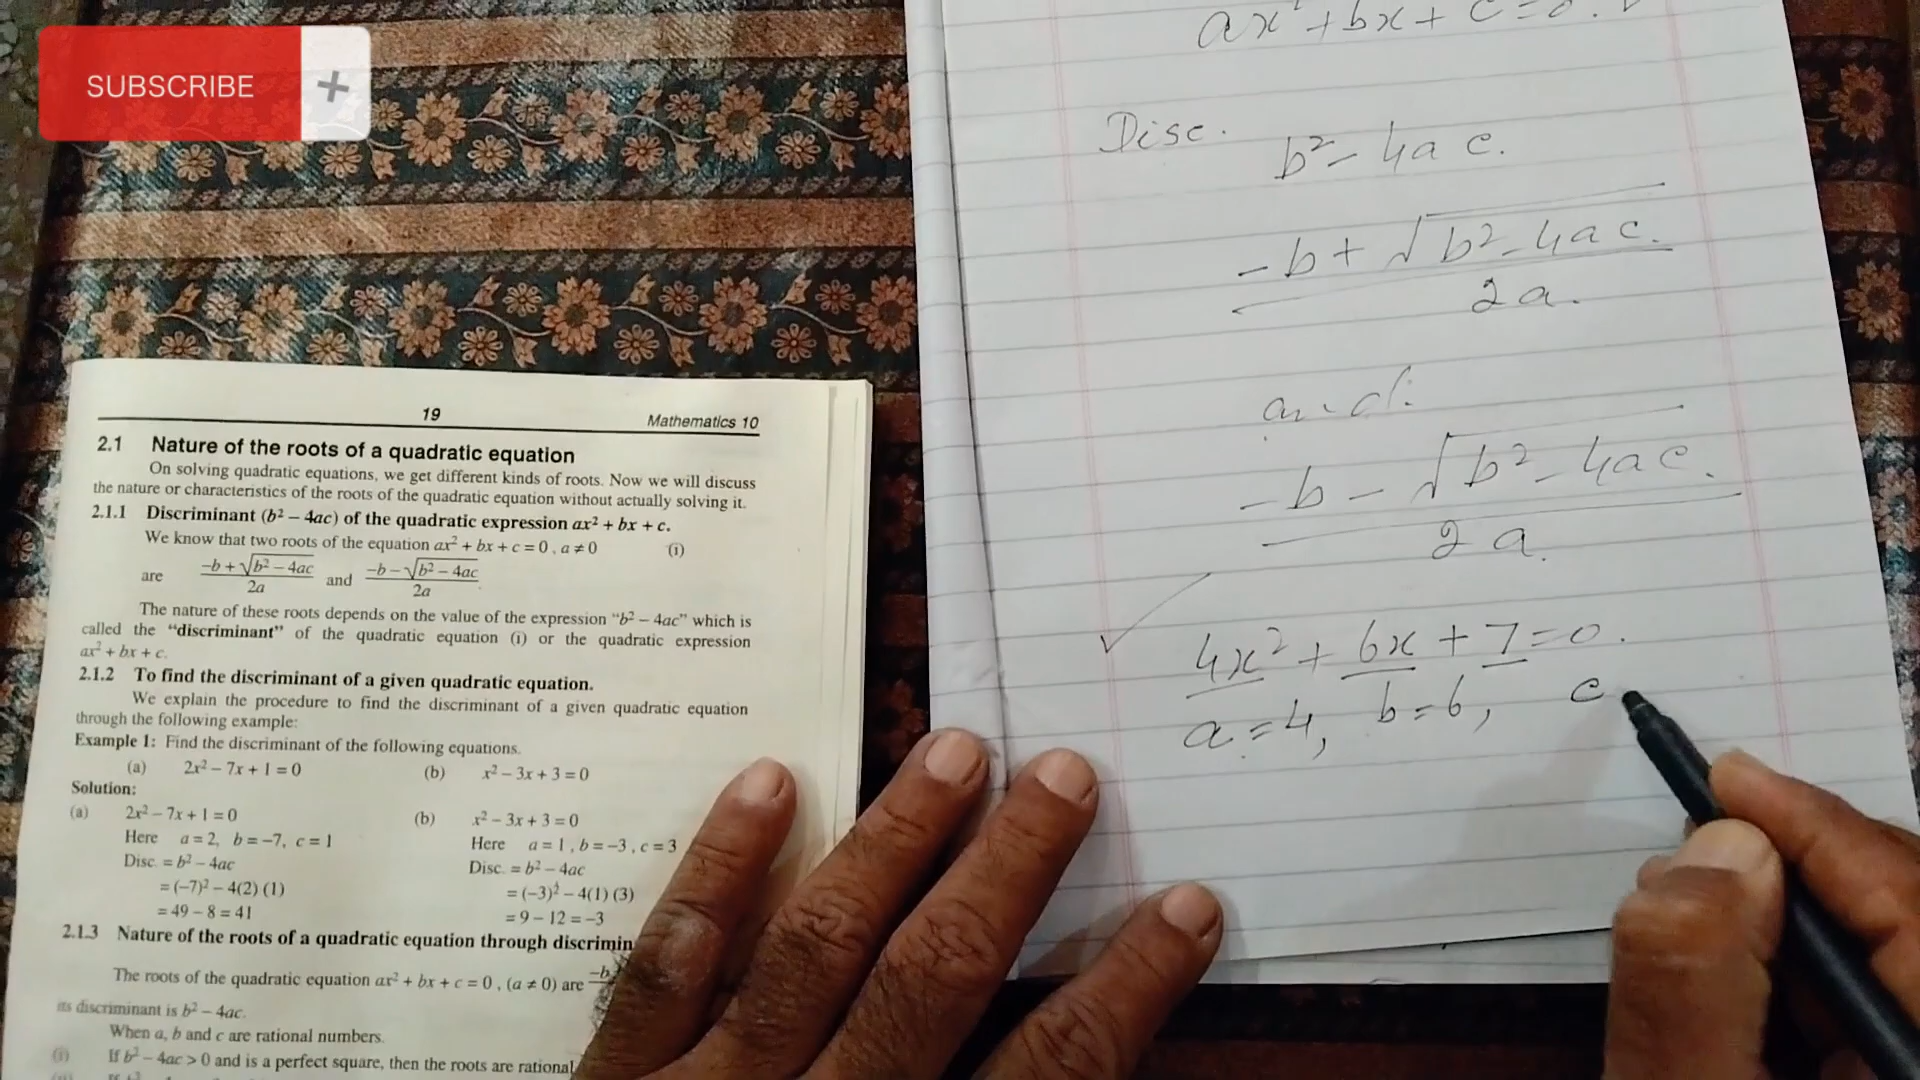 SUBSCRIBE +
19 Mathematics 10
2.1 Nature of the roots of a quadratic equation
On solving quadratic equations, we get different kinds of roots. Now we will discuss
the nature or characteristics of the roots of the quadratic equation without actually solving it.
2.1.1 Discriminant (b² – 4ac) of the quadratic expression ax² + bx + c.
We know that two roots of the equation ax² + bx + c = 0 , a ≠ 0 (i)
are (–b + √(b² – 4ac))/2a and (–b – √(b² – 4ac))/2a
The nature of these roots depends on the value of the expression “b² – 4ac” which is
called the “discriminant” of the quadratic equation (i) or the quadratic expression
ax² + bx + c.
2.1.2 To find the discriminant of a given quadratic equation.
We explain the procedure to find the discriminant of a given quadratic equation
through the following example:
Example 1: Find the discriminant of the following equations.
(a) 2x² – 7x + 1 = 0 (b) x² – 3x + 3 = 0
Solution:
(a) 2x² – 7x + 1 = 0 (b) x² – 3x + 3 = 0
Here a = 2, b = –7, c = 1 Here a = 1 , b = –3 , c = 3
Disc. = b² – 4ac Disc. = b² – 4ac
= (–7)² – 4(2) (1) = (–3)² – 4(1) (3)
= 49 – 8 = 41 = 9 – 12 = –3
2.1.3 Nature of the roots of a quadratic equation through discrimin
The roots of the quadratic equation ax² + bx + c = 0 , (a ≠ 0) are –b
its discriminant is b² – 4ac.
When a, b and c are rational numbers.
(i) If b² – 4ac > 0 and is a perfect square, then the roots are rational
ax² + bx + c = 0.
Disc. b² – 4ac.
(–b + √(b² – 4ac.))/2a.
and.
(–b – √(b² – 4ac.))/2a.
4x² + 6x + 7 = 0.
a = 4, b = 6, c